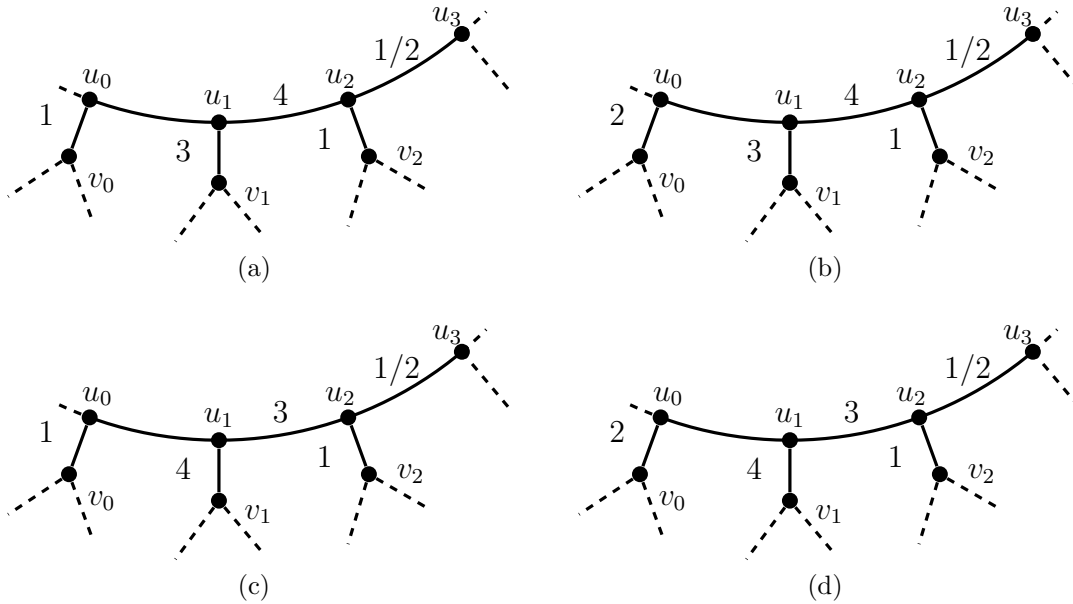 u₃ u₃
1/2 1/2
u₀ u₁ 4 u₂ u₀ u₁ 4 u₂
1 3 1 2 3 1
v₀ v₁ v₂ v₀ v₁ v₂
(a) (b)
u₃ u₃
1/2 1/2
u₀ u₁ 3 u₂ u₀ u₁ 3 u₂
1 4 1 2 4 1
v₀ v₁ v₂ v₀ v₁ v₂
(c) (d)